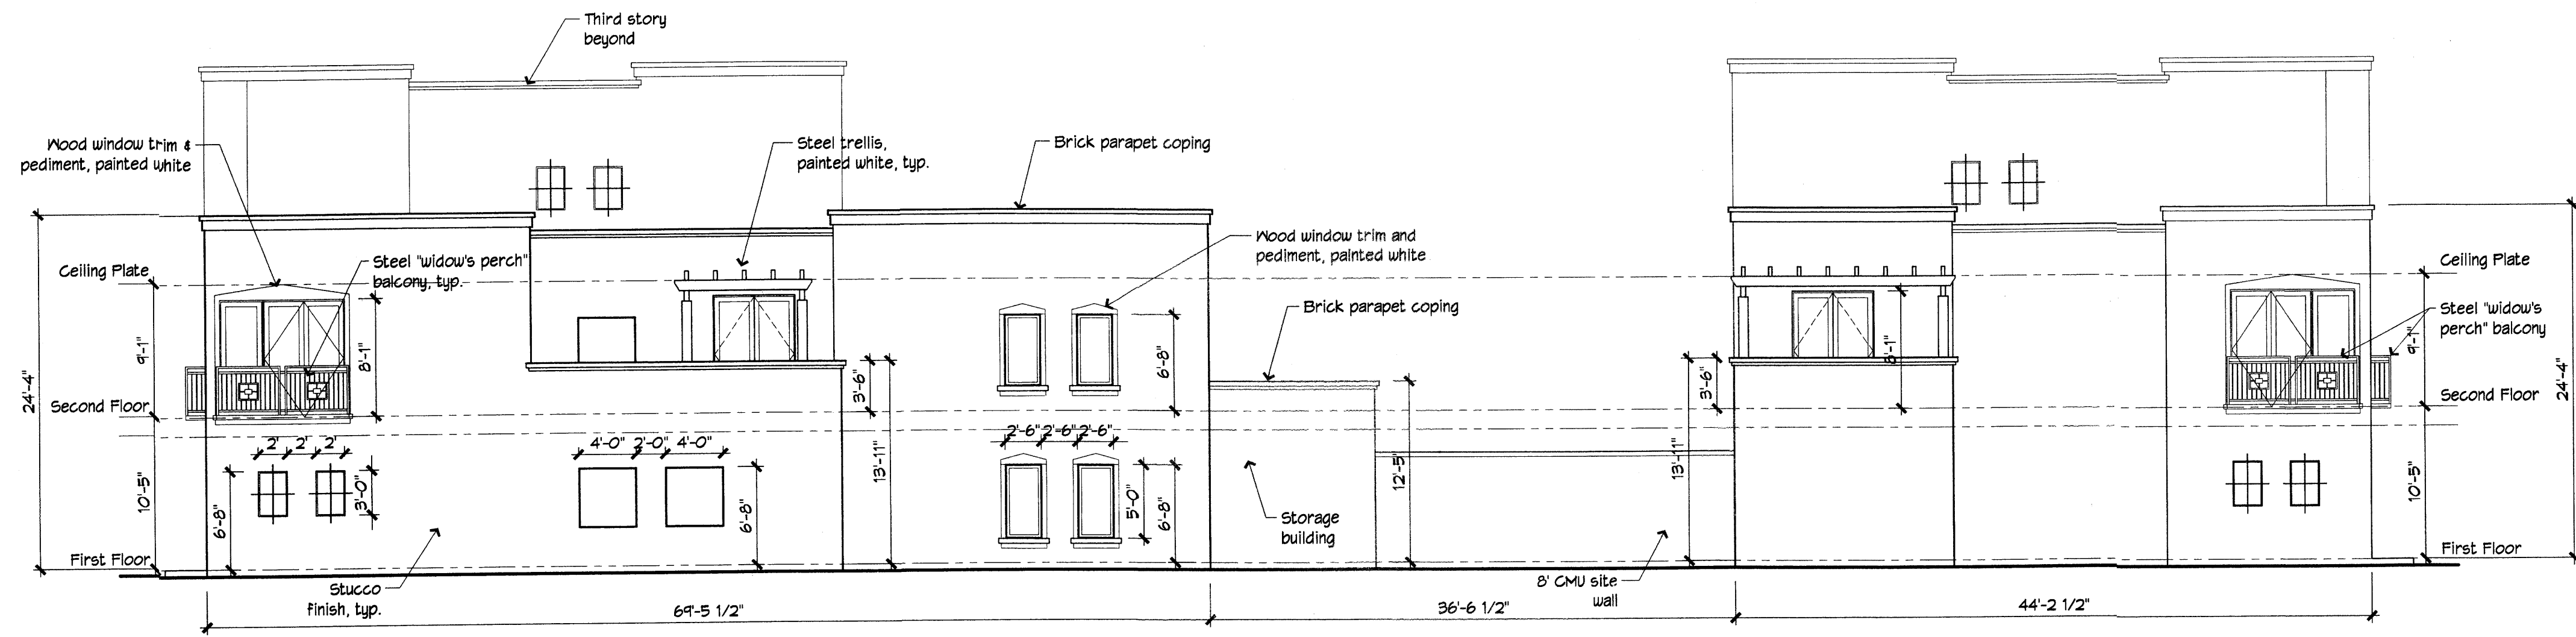 Third story
beyond
Wood window trim &
pediment, painted white
Steel trellis,
painted white, typ.
Brick parapet coping
Wood window trim and
pediment, painted white
Steel "widow's perch"
balcony, typ.
Ceiling Plate
Ceiling Plate
Brick parapet coping
Steel "widow's
perch" balcony
9'-1"
8'-1"
24'-4"
6'-8"
3'-6"
8'-1"
3'-6"
9'-1"
24'-4"
Second Floor
Second Floor
2' 2' 2'
4'-0" 2'-0" 4'-0"
2'-6" 2'-6" 2'-6"
10'-5"
6'-8"
3'-0"
6'-8"
13'-11"
5'-0"
6'-8"
12'-5"
13'-11"
10'-5"
Storage
building
First Floor
First Floor
Stucco
finish, typ.
8' CMU site
wall
69'-5 1/2"
36'-6 1/2"
44'-2 1/2"